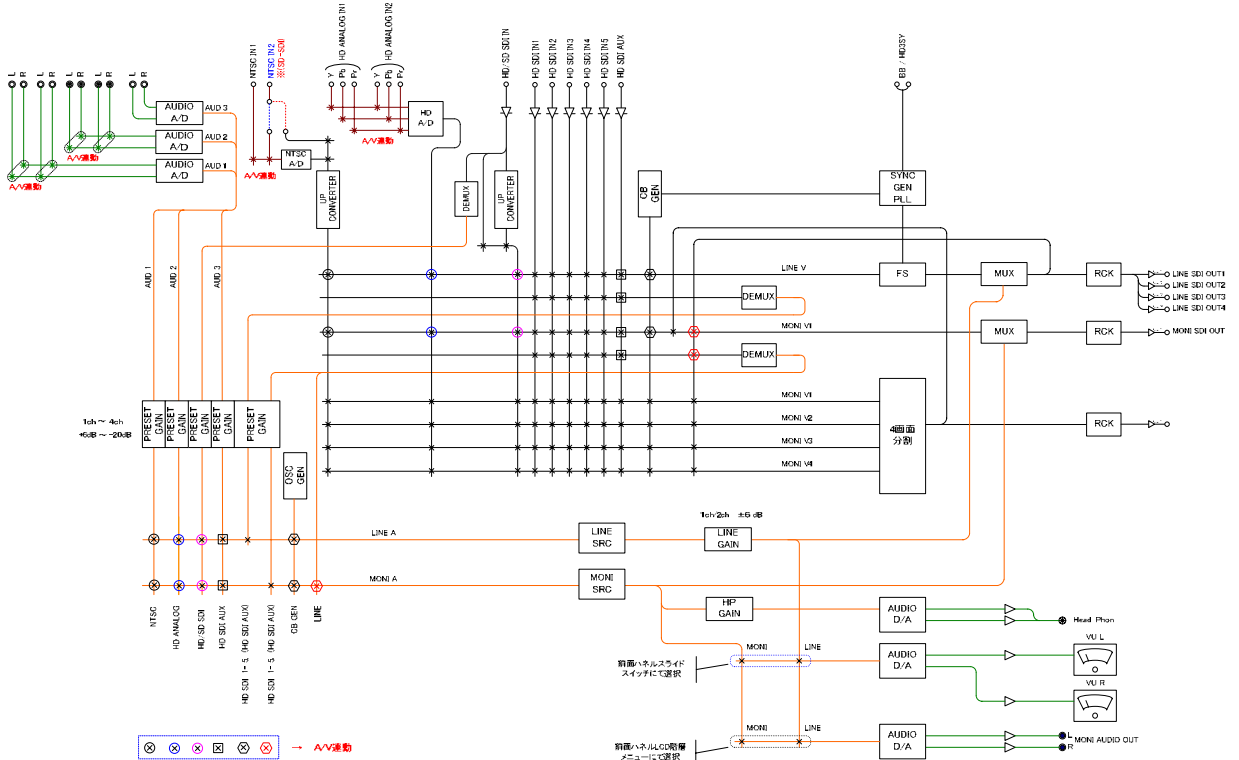 L
R
L
R
L
R
L
R
L
R
AUDIO
A/D
AUD 3
AUDIO
A/D
AUD 2
AUDIO
A/D
AUD 1
A/V連動
A/V連動
NTSC IN1
NTSC IN2
※(SD-SDI)
A/V連動
NTSC
A/D
HD ANALOG IN1
Y
Pb
Pr
HD ANALOG IN2
Y
Pb
Pr
A/V連動
HD
A/D
HD/SD SDI IN
HD SDI IN1
HD SDI IN2
HD SDI IN3
HD SDI IN4
HD SDI IN5
HD SDI AUX
BB / HD3SY
UP
CONVERTER
DEMUX
UP
CONVERTER
CB
GEN
SYNC
GEN
PLL
AUD 1
AUD 2
AUD 3
LINE V
FS
MUX
RCK
LINE SDI OUT1
LINE SDI OUT2
LINE SDI OUT3
LINE SDI OUT4
DEMUX
MONI V1
MUX
RCK
MONI SDI OUT
DEMUX
MONI V1
MONI V2
MONI V3
MONI V4
4画面
分割
RCK
1ch ~ 4ch
+6dB ~ -20dB
PRESET
GAIN
PRESET
GAIN
PRESET
GAIN
PRESET
GAIN
PRESET
GAIN
OSC
GEN
LINE A
LINE
SRC
1ch/2ch ±6 dB
LINE
GAIN
MONI A
MONI
SRC
NTSC
HD ANALOG
HD/SD SDI
HD SDI AUX
HD SDI 1-5, (HD SDI AUX)
HD SDI 1-5, (HD SDI AUX)
CB GEN
LINE
HP
GAIN
AUDIO
D/A
Head Phon
MONI
LINE
前面パネルスライド
スイッチにて選択
AUDIO
D/A
VU L
VU R
MONI
LINE
前面パネルLCD階層
メニューにて選択
AUDIO
D/A
L
R
MONI AUDIO OUT
→ A/V連動